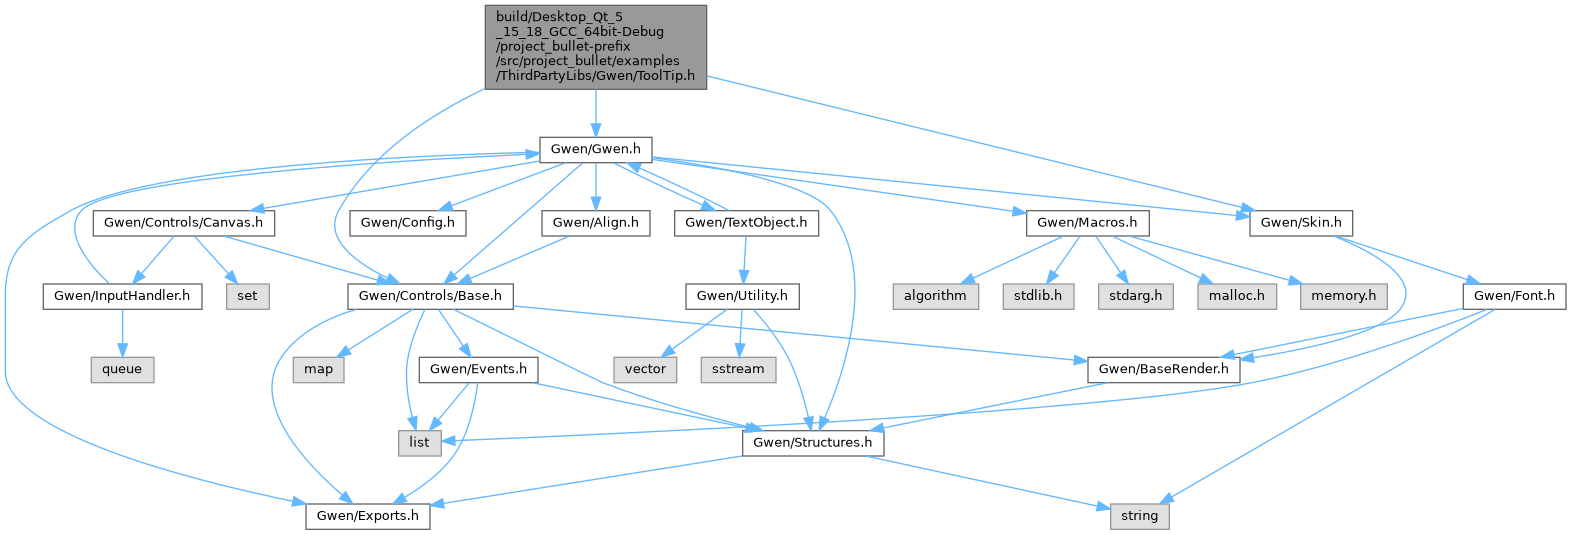 build/Desktop_Qt_5
_15_18_GCC_64bit-Debug
/project_bullet-prefix
/src/project_bullet/examples
/ThirdPartyLibs/Gwen/ToolTip.h
Gwen/Gwen.h
Gwen/Controls/Canvas.h
Gwen/Config.h
Gwen/Align.h
Gwen/TextObject.h
Gwen/Macros.h
Gwen/Skin.h
Gwen/InputHandler.h
set
Gwen/Controls/Base.h
Gwen/Utility.h
algorithm
stdlib.h
stdarg.h
malloc.h
memory.h
Gwen/Font.h
queue
map
Gwen/Events.h
vector
sstream
Gwen/BaseRender.h
list
Gwen/Structures.h
Gwen/Exports.h
string